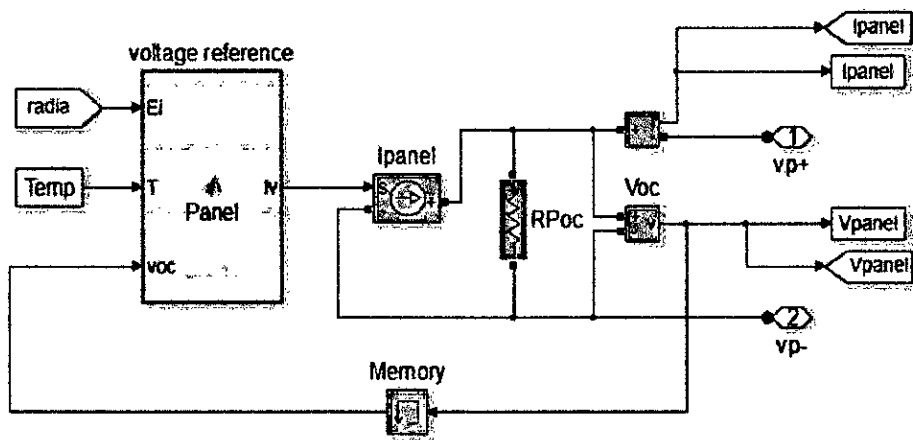 voltage reference
radia
Ei
Temp
T
Panel
Iv
voc
Ipanel
S
RPoc
Voc
v
Ipanel
Ipanel
1
vp+
Vpanel
Vpanel
2
vp-
Memory